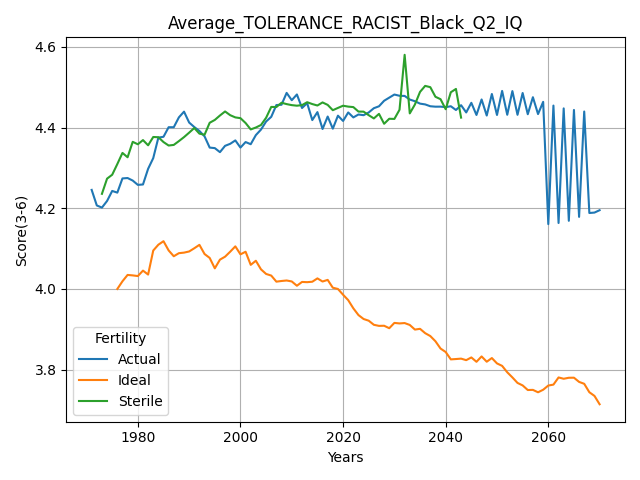 Average_TOLERANCE_RACIST_Black_Q2_IQ
Score(3-6)
4.6
4.4
4.2
4.0
3.8
Fertility
Actual
Ideal
Sterile
1980
2000
2020
2040
2060
Years